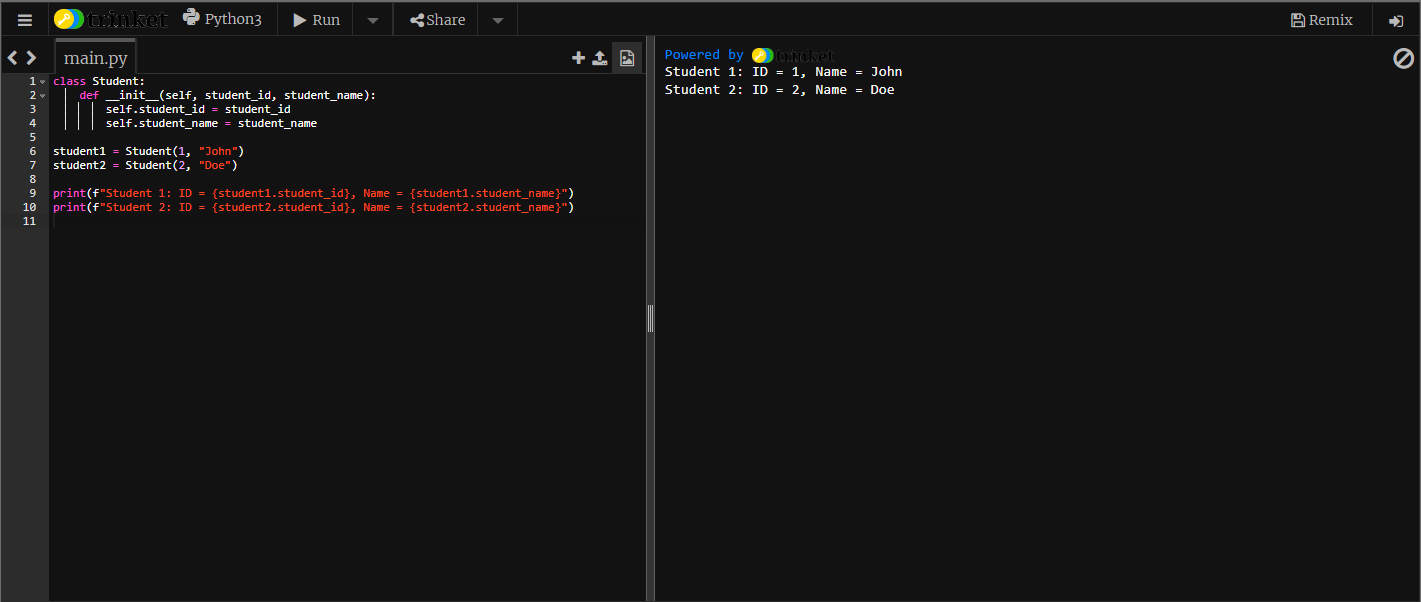 trinket Python3 Run Share Remix
main.py
1 class Student:
2     def __init__(self, student_id, student_name):
3         self.student_id = student_id
4         self.student_name = student_name
5
6 student1 = Student(1, "John")
7 student2 = Student(2, "Doe")
8
9 print(f"Student 1: ID = {student1.student_id}, Name = {student1.student_name}")
10 print(f"Student 2: ID = {student2.student_id}, Name = {student2.student_name}")
11
Powered by trinket
Student 1: ID = 1, Name = John
Student 2: ID = 2, Name = Doe